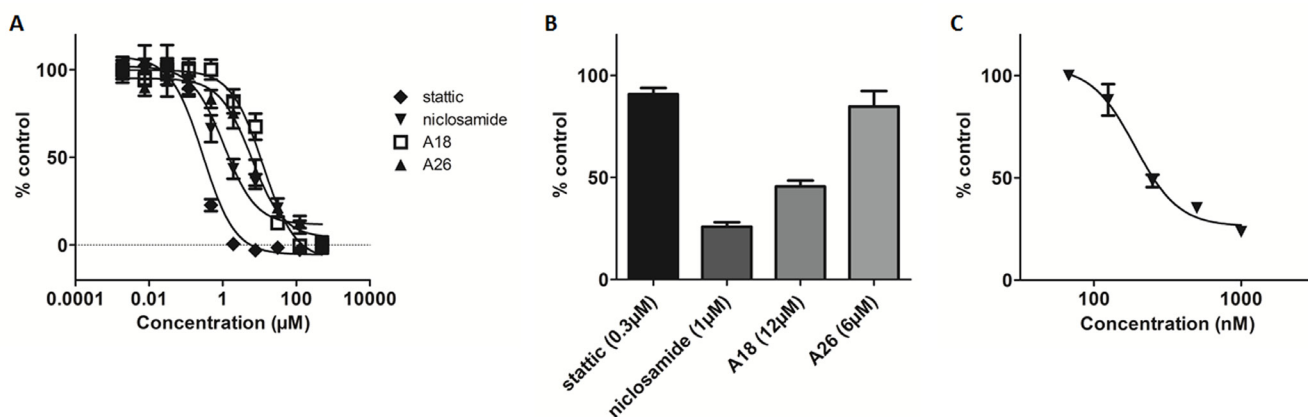 A
% control
100
50
0
0.0001
0.01
1
100
10000
Concentration (µM)
stattic
niclosamide
A18
A26
B
% control
100
50
0
stattic (0.3µM)
niclosamide (1µM)
A18 (12µM)
A26 (6µM)
C
% control
100
50
0
100
1000
Concentration (nM)